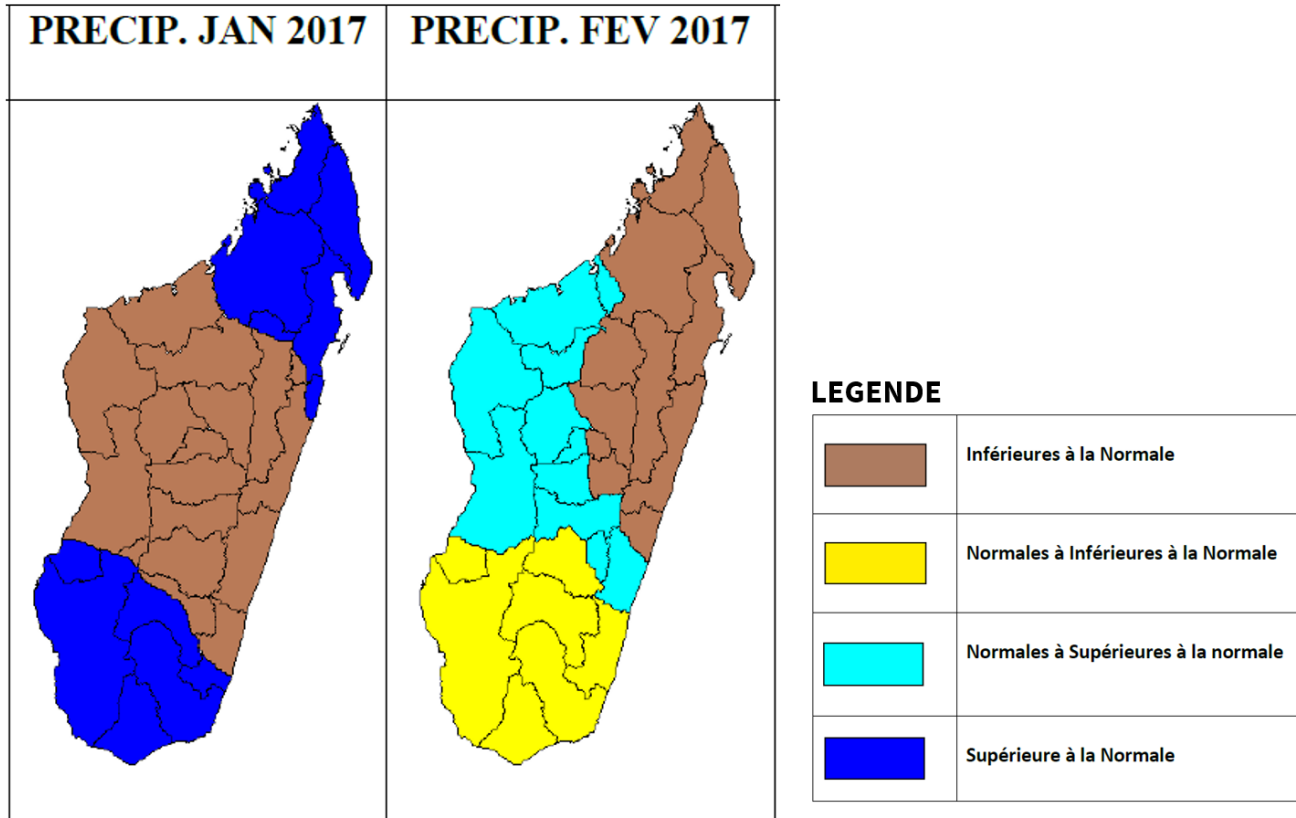 PRECIP. JAN 2017
PRECIP. FEV 2017
LEGENDE
Inférieures à la Normale
Normales à Inférieures à la Normale
Normales à Supérieures à la normale
Supérieure à la Normale